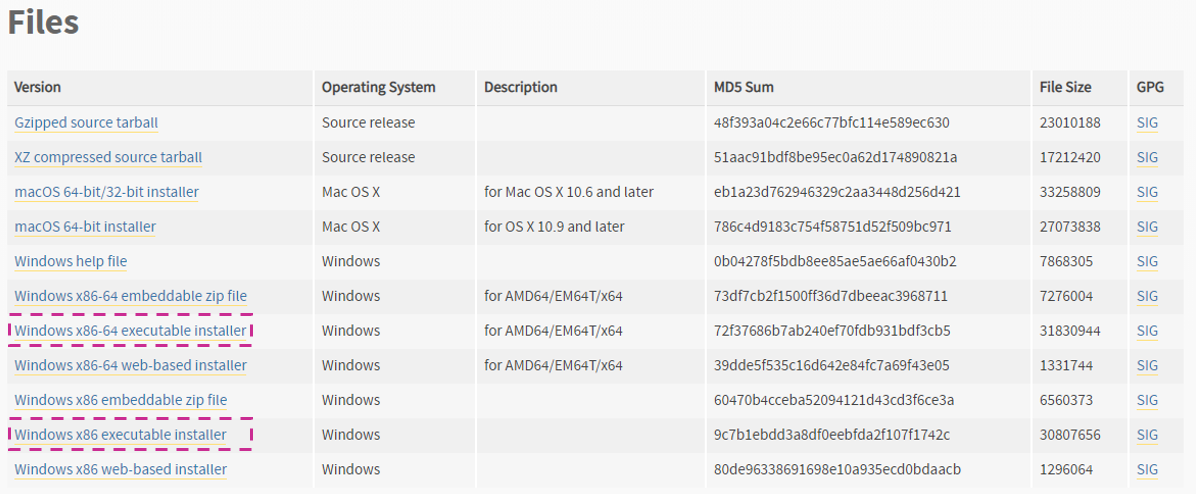 Files
Version Operating System Description MD5 Sum File Size GPG
Gzipped source tarball Source release 48f393a04c2e66c77bfc114e589ec630 23010188 SIG
XZ compressed source tarball Source release 51aac91bdf8be95ec0a62d174890821a 17212420 SIG
macOS 64-bit/32-bit installer Mac OS X for Mac OS X 10.6 and later eb1a23d762946329c2aa3448d256d421 33258809 SIG
macOS 64-bit installer Mac OS X for OS X 10.9 and later 786c4d9183c754f58751d52f509bc971 27073838 SIG
Windows help file Windows 0b04278f5bdb8ee85ae5ae66af0430b2 7868305 SIG
Windows x86-64 embeddable zip file Windows for AMD64/EM64T/x64 73df7cb2f1500ff36d7dbeeac3968711 7276004 SIG
Windows x86-64 executable installer Windows for AMD64/EM64T/x64 72f37686b7ab240ef70fdb931bdf3cb5 31830944 SIG
Windows x86-64 web-based installer Windows for AMD64/EM64T/x64 39dde5f535c16d642e84fc7a69f43e05 1331744 SIG
Windows x86 embeddable zip file Windows 60470b4cceba52094121d43cd3f6ce3a 6560373 SIG
Windows x86 executable installer Windows 9c7b1ebdd3a8df0eebfda2f107f1742c 30807656 SIG
Windows x86 web-based installer Windows 80de96338691698e10a935ecd0bdaacb 1296064 SIG